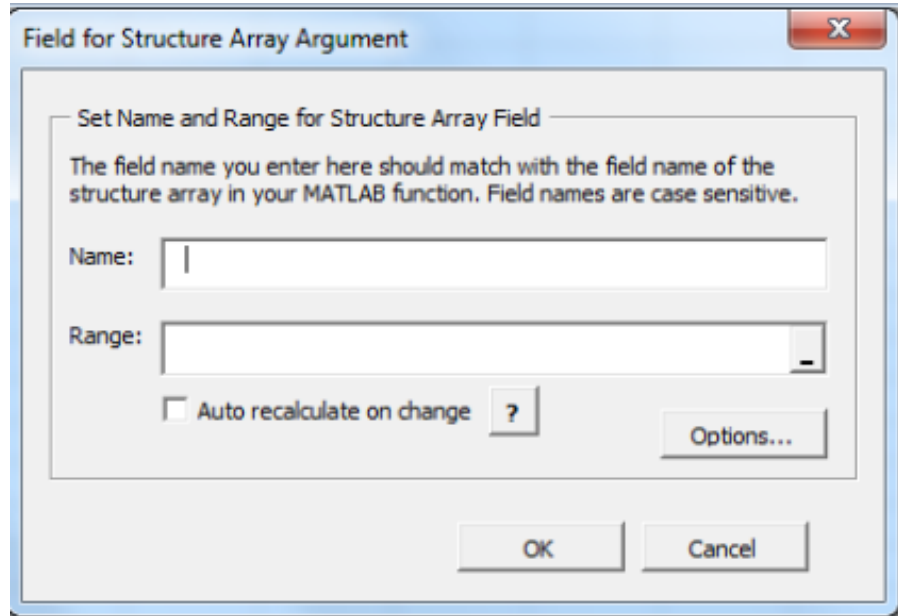 Field for Structure Array Argument
Set Name and Range for Structure Array Field
The field name you enter here should match with the field name of the
structure array in your MATLAB function. Field names are case sensitive.
Name:
Range:
Auto recalculate on change ?
Options...
OK Cancel